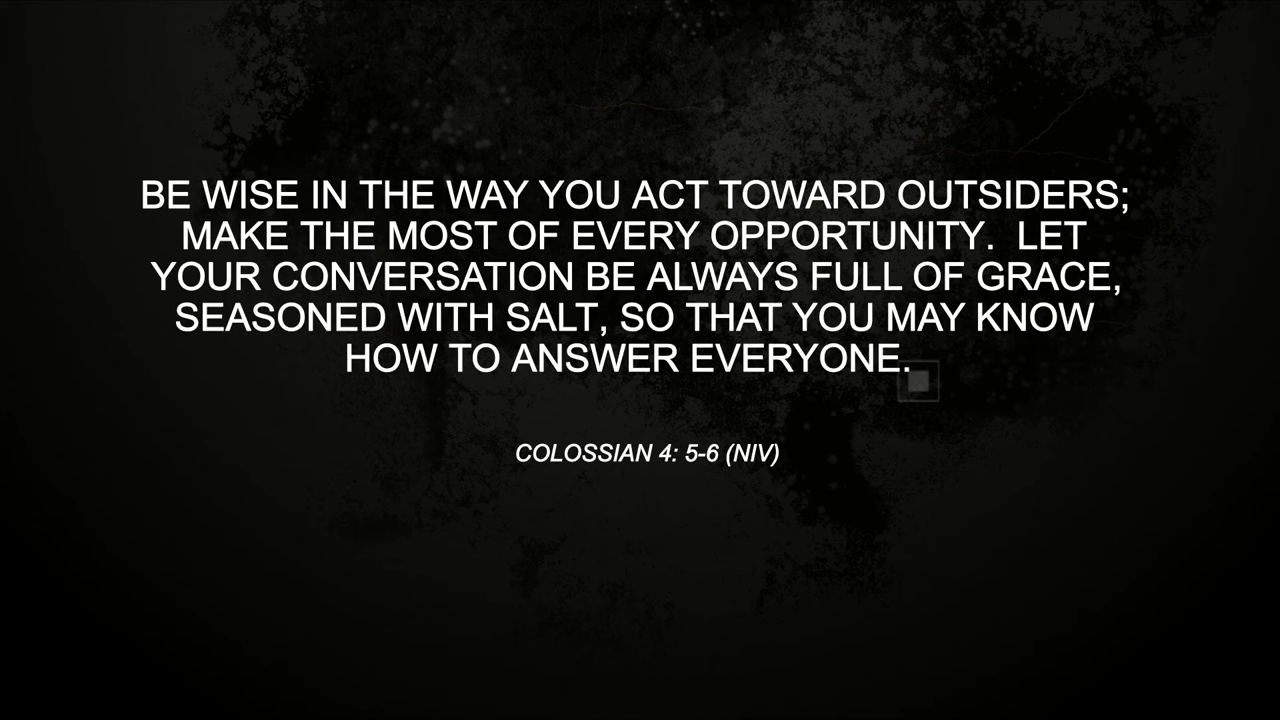 BE WISE IN THE WAY YOU ACT TOWARD OUTSIDERS;
MAKE THE MOST OF EVERY OPPORTUNITY.  LET
YOUR CONVERSATION BE ALWAYS FULL OF GRACE,
SEASONED WITH SALT, SO THAT YOU MAY KNOW
HOW TO ANSWER EVERYONE.
COLOSSIAN 4: 5-6 (NIV)